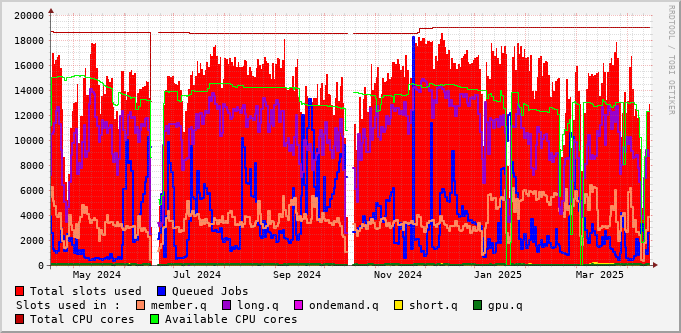 20000
18000
16000
14000
12000
10000
8000
6000
4000
2000
0
May 2024 Jul 2024 Sep 2024 Nov 2024 Jan 2025 Mar 2025
Total slots used Queued Jobs
Slots used in : member.q long.q ondemand.q short.q gpu.q
Total CPU cores Available CPU cores
RRDTOOL / TOBI OETIKER